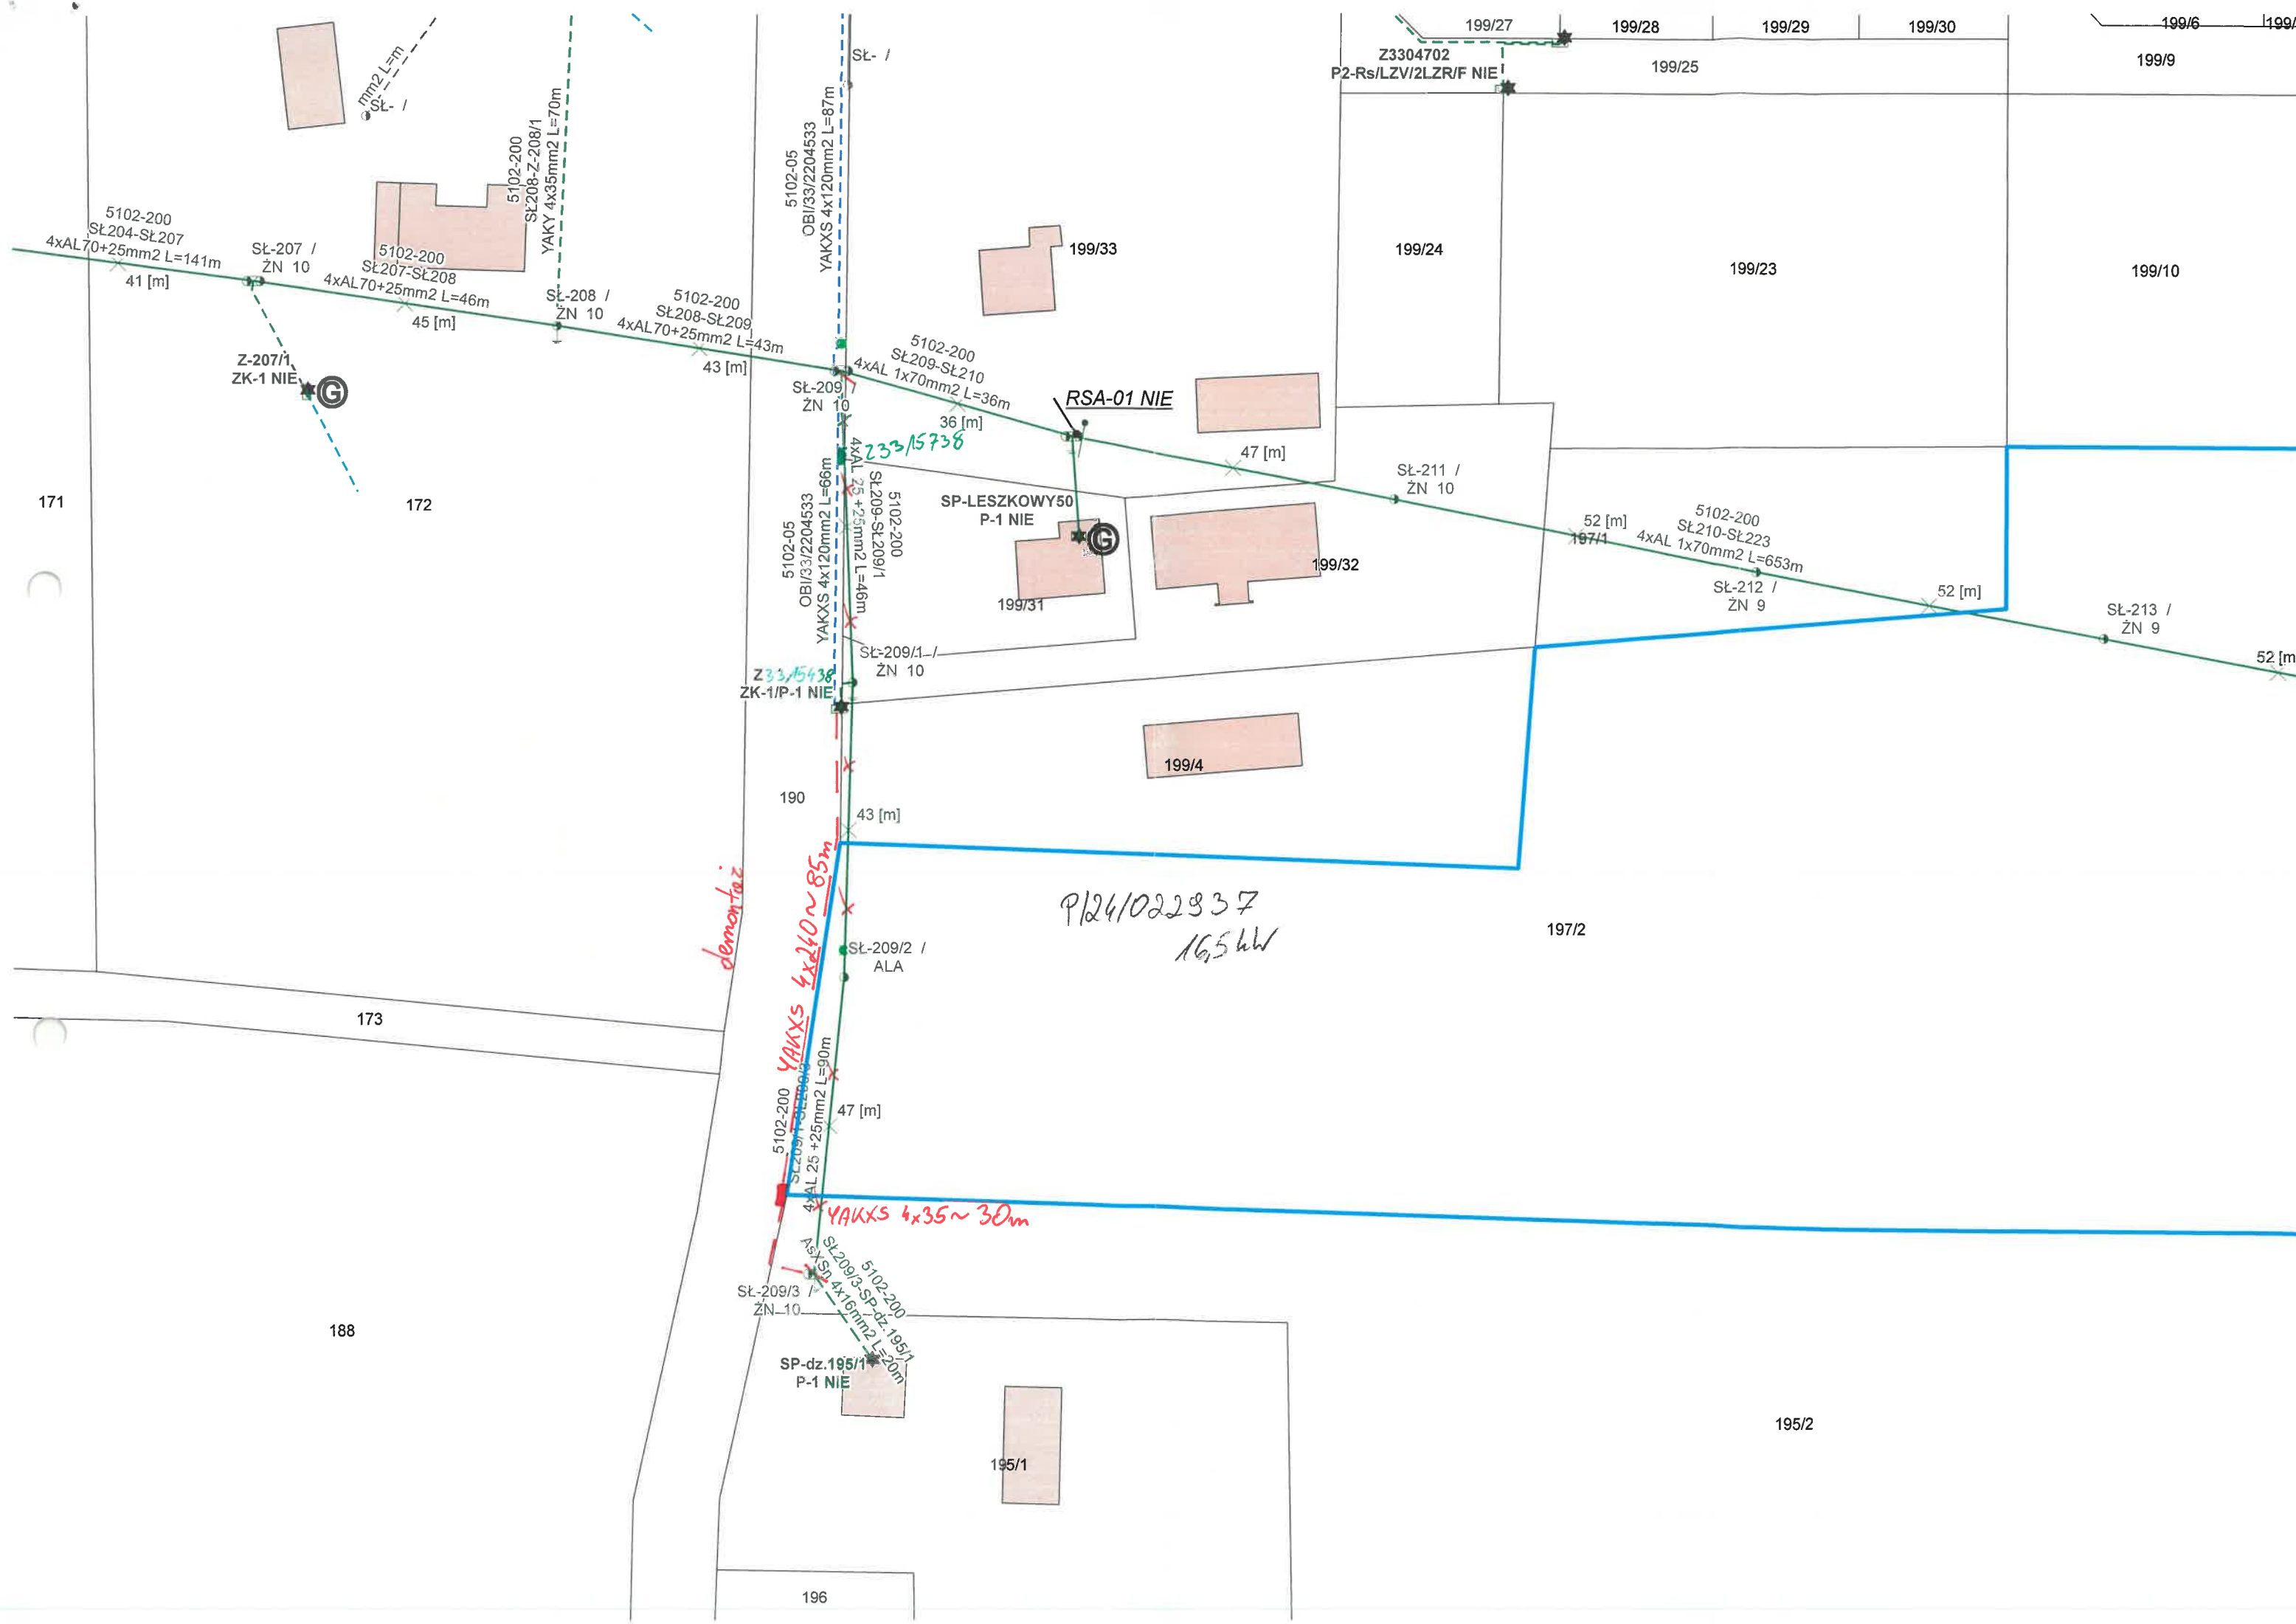 199/27
199/28
199/29
199/30
199/6
199/
Z3304702
P2-Rs/LZV/2LZR/F NIE
199/25
199/9
mm2 L=m
SŁ- /
SŁ- /
5102-200
SŁ208-Z-208/1
YAKY 4x35mm2 L=70m
5102-05
OBI/33/2204533
YAKXS 4x120mm2 L=87m
5102-200
SŁ204-SŁ207
4xAL70+25mm2 L=141m
41 [m]
SŁ-207 /
ŻN 10
5102-200
SŁ207-SŁ208
4xAL70+25mm2 L=46m
45 [m]
SŁ-208 /
ŻN 10
5102-200
SŁ208-SŁ209
4xAL70+25mm2 L=43m
43 [m]
199/33
199/24
199/23
199/10
Z-207/1
ZK-1 NIE
G
SŁ-209
ŻN 10
5102-200
SŁ209-SŁ210
4xAL 1x70mm2 L=36m
36 [m]
RSA-01 NIE
233/15738
47 [m]
SŁ-211 /
ŻN 10
171
172
5102-05
OBI/33/2204533
YAKXS 4x120mm2 L=66m
5102-200
SŁ209-SŁ209/1
4xAL 25 +25mm2 L=46m
SP-LESZKOWY50
P-1 NIE
G
199/31
199/32
52 [m]
197/1
5102-200
SŁ210-SŁ223
4xAL 1x70mm2 L=653m
SŁ-212 /
ŻN 9
52 [m]
SŁ-213 /
ŻN 9
52 [m
SŁ-209/1 /
ŻN 10
Z33/15438
ZK-1/P-1 NIE
199/4
190
43 [m]
demontaż
YAKXS 4x240~85m
P/24/022937
16,5 kW
197/2
SŁ-209/2 /
ALA
173
5102-200
SŁ209/1-SŁ209/3
4xAL 25 +25mm2 L=90m
47 [m]
YAKXS 4x35~30m
SŁ-209/3 /
ŻN 10
5102-200
SŁ209/3-SP-dz.195/1
AsXSn 4x16mm2 L=20m
188
SP-dz.195/1
P-1 NIE
195/1
195/2
196